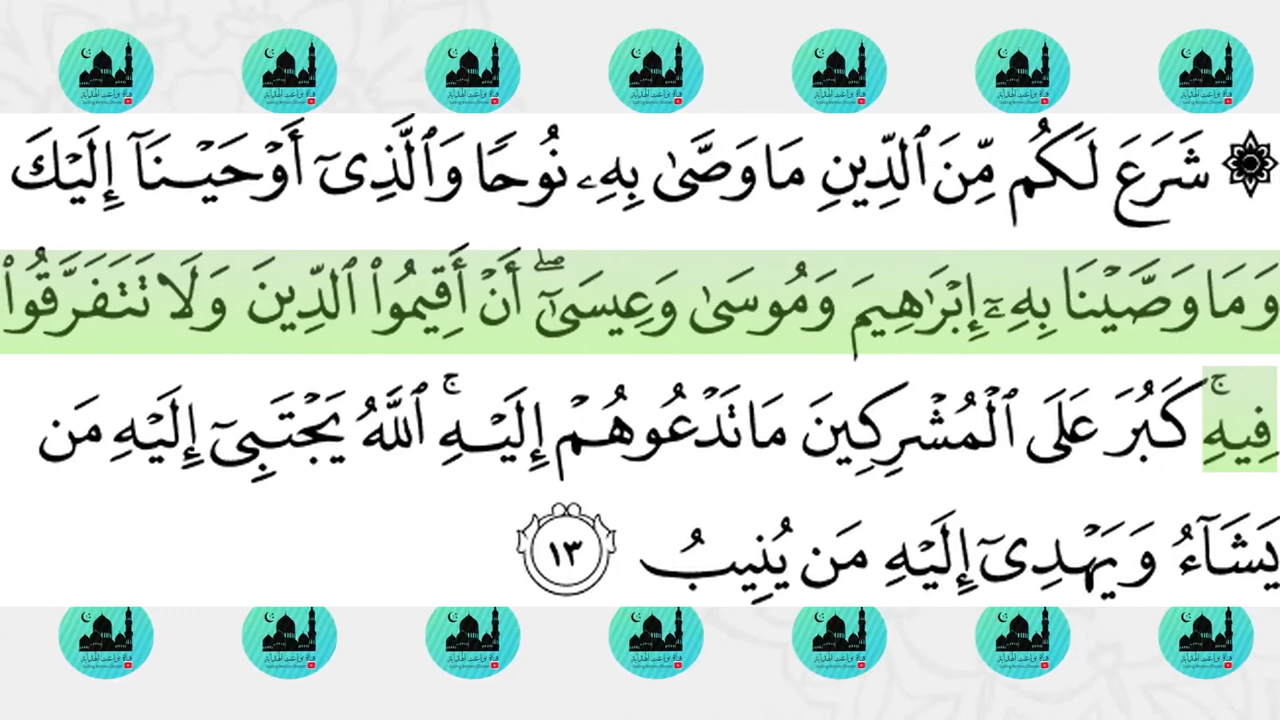 ۞ شَرَعَ لَكُم مِّنَ ٱلدِّينِ مَا وَصَّىٰ بِهِۦ نُوحًا وَٱلَّذِىٓ أَوۡحَيۡنَآ إِلَيۡكَ
وَمَا وَصَّيۡنَا بِهِۦٓ إِبۡرَٰهِيمَ وَمُوسَىٰ وَعِيسَىٰٓۖ أَنۡ أَقِيمُواْ ٱلدِّينَ وَلَا تَتَفَرَّقُواْ
فِيهِۚ كَبُرَ عَلَى ٱلۡمُشۡرِكِينَ مَا تَدۡعُوهُمۡ إِلَيۡهِۚ ٱللَّهُ يَجۡتَبِىٓ إِلَيۡهِ مَن
يَشَآءُ وَيَهۡدِىٓ إِلَيۡهِ مَن يُنِيبُ ١٣